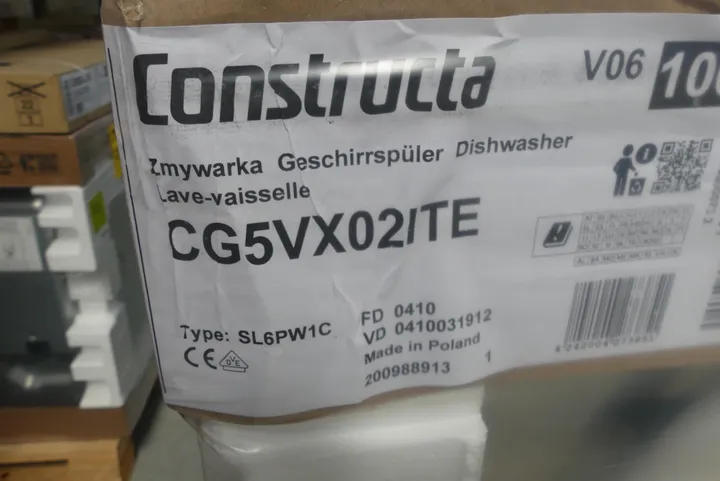 Constructa
V06
Zmywarka Geschirrspüler Dishwasher
Lave-vaisselle
CG5VX02ITE
Type: SL6PW1C
FD 0410
VD 0410031912
Made in Poland
200988913 1
CE